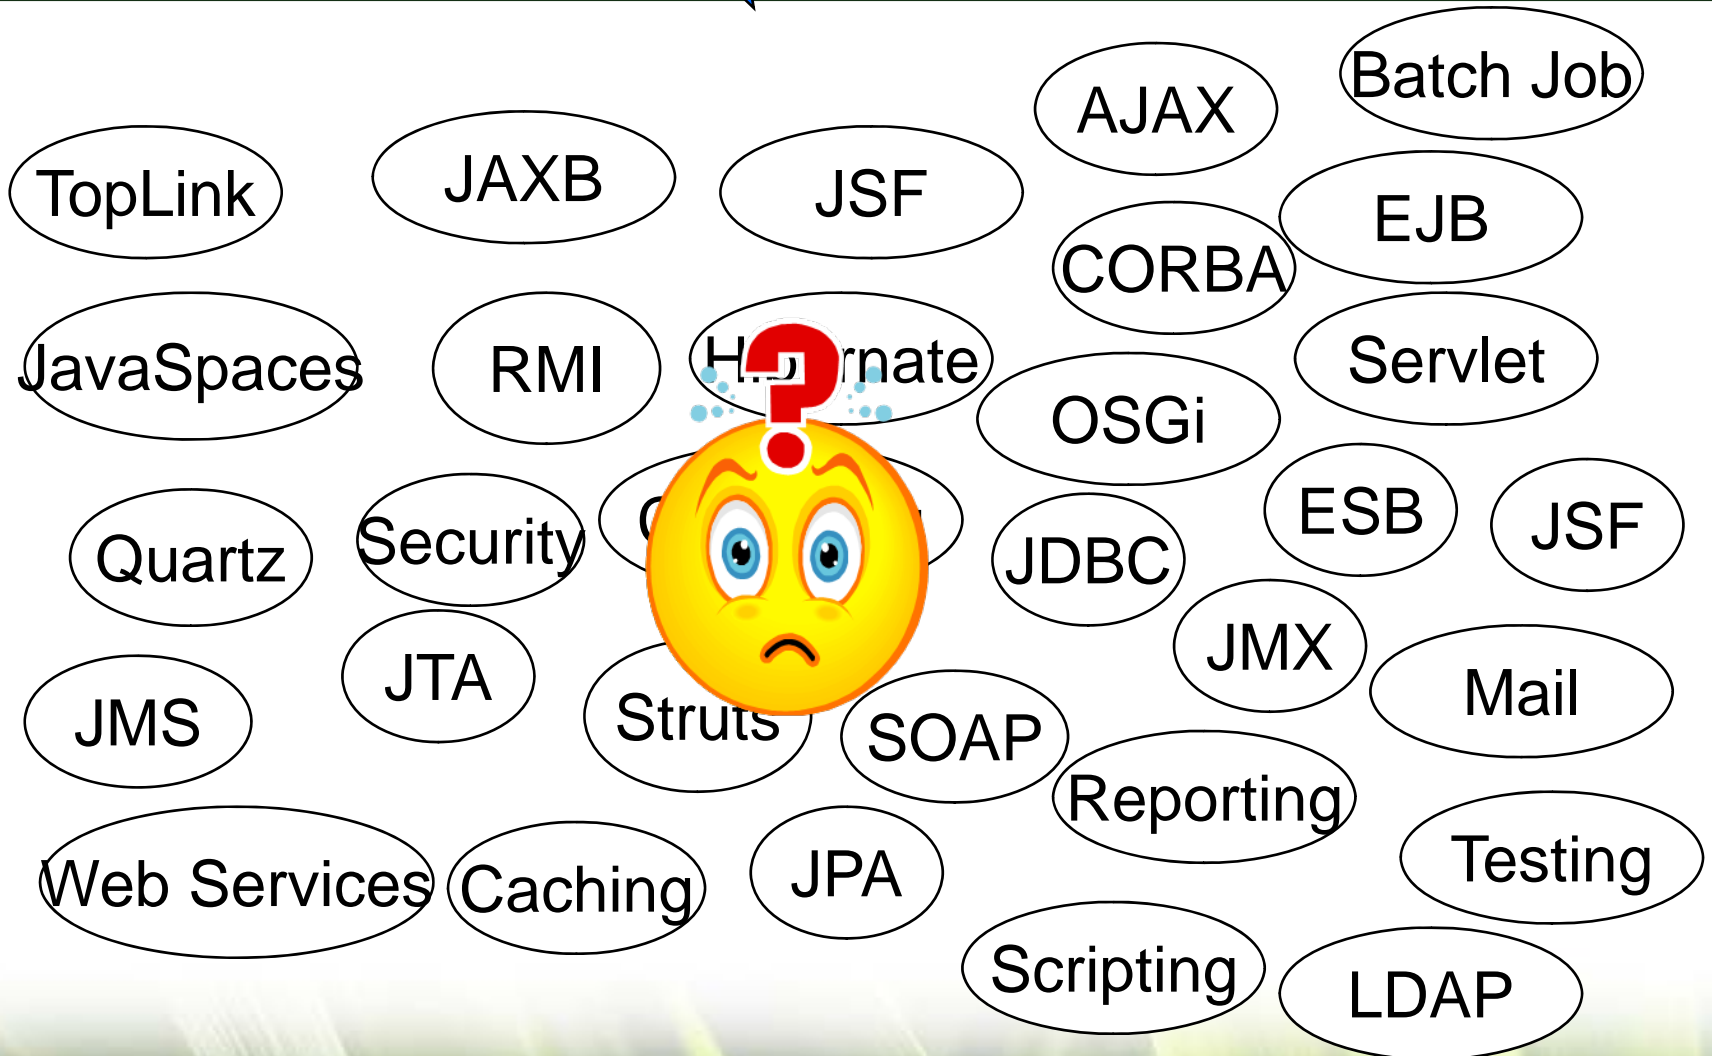 Batch Job
AJAX
TopLink
JAXB
JSF
EJB
CORBA
JavaSpaces
RMI
Hibernate
Servlet
OSGi
Quartz
Security
JDBC
ESB
JSF
JMS
JTA
Struts
SOAP
JMX
Mail
Reporting
Web Services
Caching
JPA
Testing
Scripting
LDAP
?